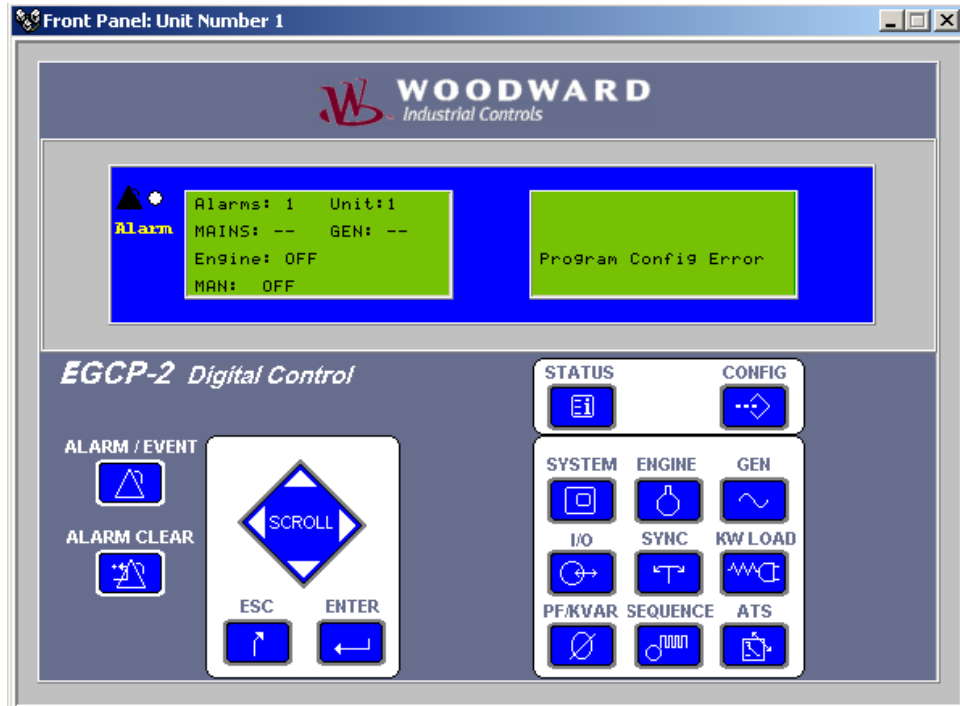 Front Panel: Unit Number 1
WOODWARD
Industrial Controls
Alarm
Alarms: 1 Unit:1
MAINS: -- GEN: --
Engine: OFF
MAN: OFF
Program Config Error
EGCP-2 Digital Control
STATUS CONFIG
ALARM / EVENT
SYSTEM ENGINE GEN
SCROLL
ALARM CLEAR
I/O SYNC KW LOAD
ESC ENTER
PF/KVAR SEQUENCE ATS